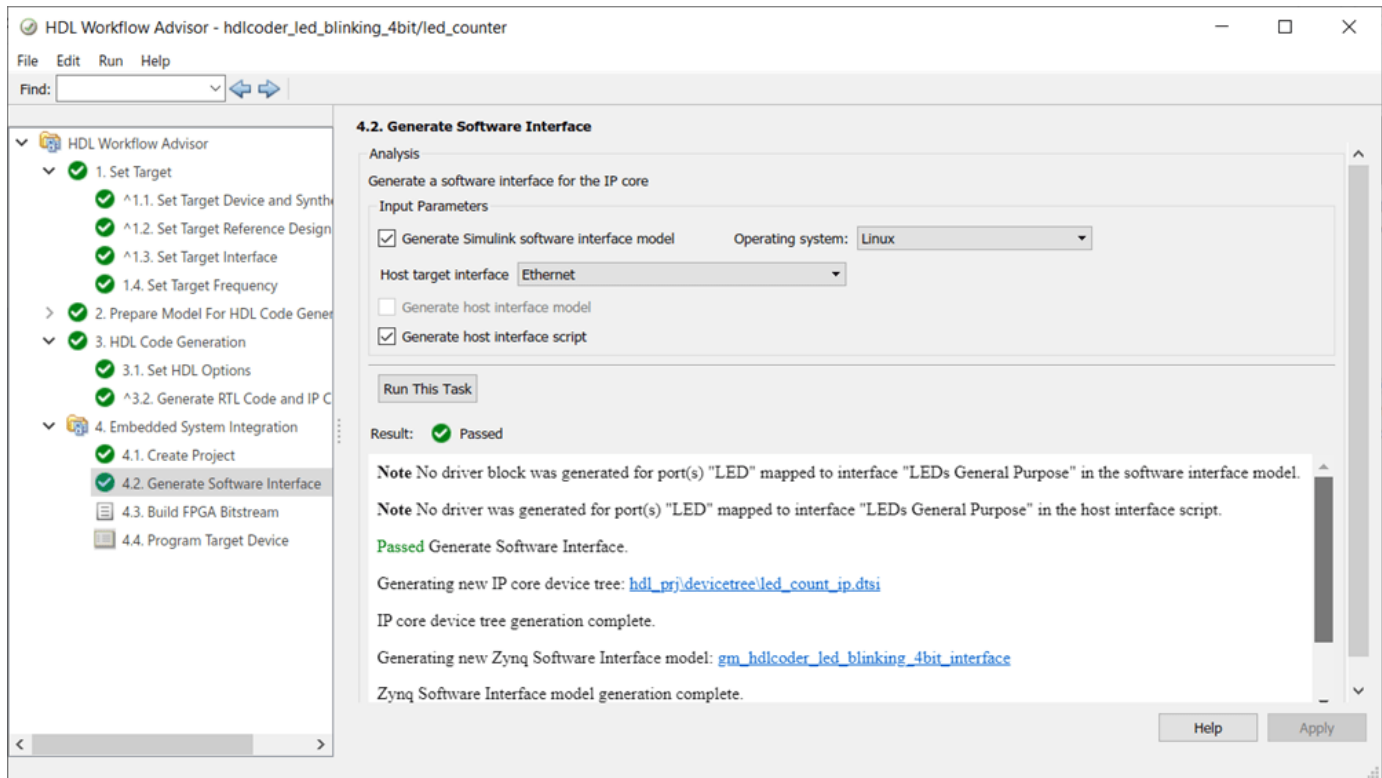 HDL Workflow Advisor - hdlcoder_led_blinking_4bit/led_counter
File Edit Run Help
Find:
HDL Workflow Advisor
1. Set Target
^1.1. Set Target Device and Synth
^1.2. Set Target Reference Design
^1.3. Set Target Interface
1.4. Set Target Frequency
2. Prepare Model For HDL Code Gener
3. HDL Code Generation
3.1. Set HDL Options
^3.2. Generate RTL Code and IP C
4. Embedded System Integration
4.1. Create Project
4.2. Generate Software Interface
4.3. Build FPGA Bitstream
4.4. Program Target Device
4.2. Generate Software Interface
Analysis
Generate a software interface for the IP core
Input Parameters
Generate Simulink software interface model Operating system: Linux
Host target interface Ethernet
Generate host interface model
Generate host interface script
Run This Task
Result: Passed
Note No driver block was generated for port(s) "LED" mapped to interface "LEDs General Purpose" in the software interface model.
Note No driver was generated for port(s) "LED" mapped to interface "LEDs General Purpose" in the host interface script.
Passed Generate Software Interface.
Generating new IP core device tree: hdl_prj\devicetree\led_count_ip.dtsi
IP core device tree generation complete.
Generating new Zynq Software Interface model: gm_hdlcoder_led_blinking_4bit_interface
Zynq Software Interface model generation complete.
Help Apply